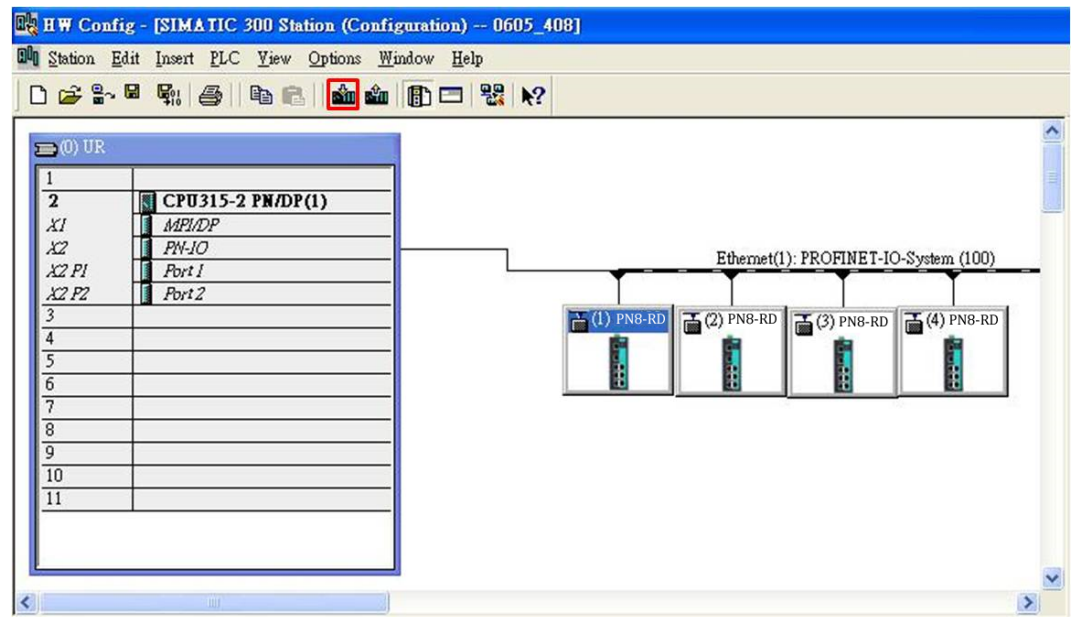 HW Config - [SIMATIC 300 Station (Configuration) -- 0605_408]
Station Edit Insert PLC View Options Window Help
(0) UR
1
2 CPU315-2 PN/DP(1)
X1 MPI/DP
X2 PN-IO
X2 P1 Port 1
X2 P2 Port 2
3
4
5
6
7
8
9
10
11
Ethernet(1): PROFINET-IO-System (100)
(1) PN8-RD (2) PN8-RD (3) PN8-RD (4) PN8-RD